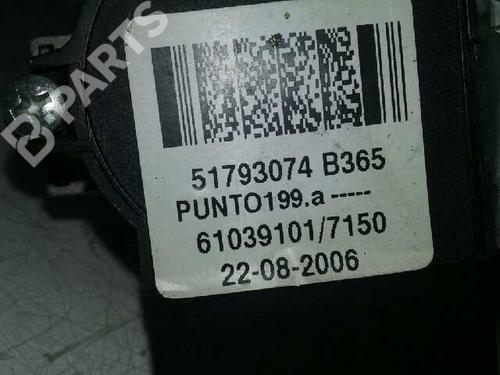 B PARTS
51793074 B365
PUNTO199.a -----
61039101/7150
22-08-2006